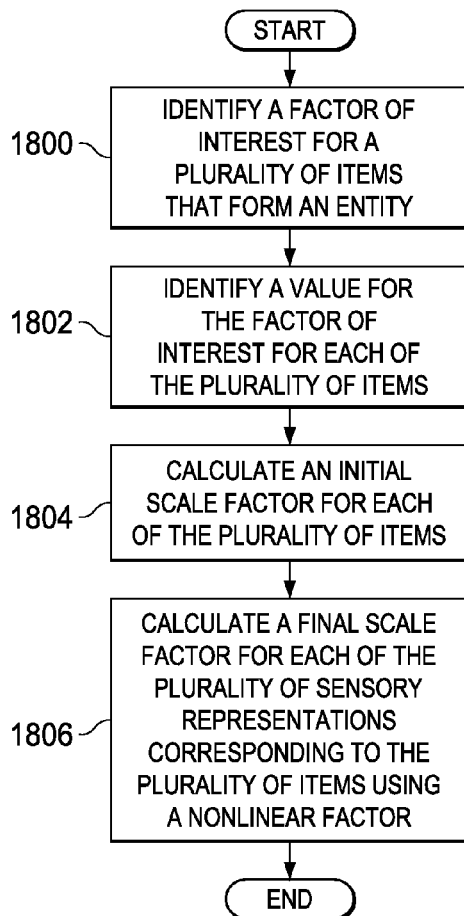 START
1800
IDENTIFY A FACTOR OF
INTEREST FOR A
PLURALITY OF ITEMS
THAT FORM AN ENTITY
1802
IDENTIFY A VALUE FOR
THE FACTOR OF
INTEREST FOR EACH OF
THE PLURALITY OF ITEMS
1804
CALCULATE AN INITIAL
SCALE FACTOR FOR EACH
OF THE PLURALITY OF ITEMS
1806
CALCULATE A FINAL SCALE
FACTOR FOR EACH OF THE
PLURALITY OF SENSORY
REPRESENTATIONS
CORRESPONDING TO THE
PLURALITY OF ITEMS USING
A NONLINEAR FACTOR
END